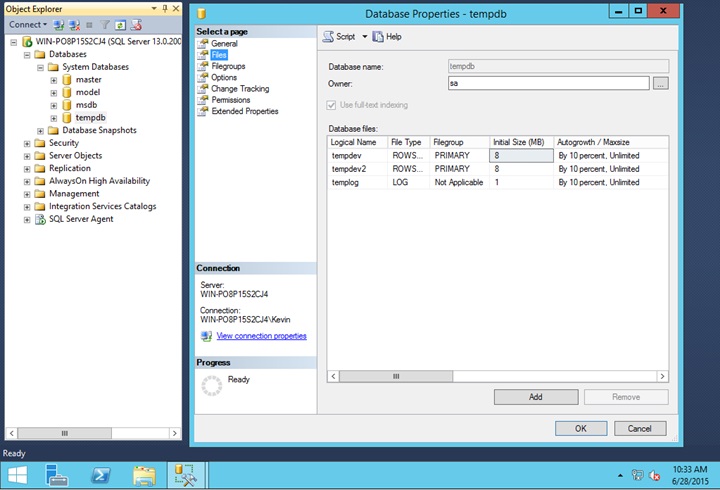 Object Explorer
Connect
WIN-PO8P15S2CJ4 (SQL Server 13.0.200
Databases
System Databases
master
model
msdb
tempdb
Database Snapshots
Security
Server Objects
Replication
AlwaysOn High Availability
Management
Integration Services Catalogs
SQL Server Agent
Database Properties - tempdb
Select a page
General
Files
Filegroups
Options
Change Tracking
Permissions
Extended Properties
Connection
Server:
WIN-PO8P15S2CJ4
Connection:
WIN-PO8P15S2CJ4\Kevin
View connection properties
Progress
Ready
Script Help
Database name: tempdb
Owner: sa ...
Use full-text indexing
Database files:
Logical Name File Type Filegroup Initial Size (MB) Autogrowth / Maxsize
tempdev ROWS... PRIMARY 8 By 10 percent, Unlimited
tempdev2 ROWS... PRIMARY 8 By 10 percent, Unlimited
templog LOG Not Applicable 1 By 10 percent, Unlimited
Add Remove
OK Cancel
Ready
10:33 AM
6/28/2015